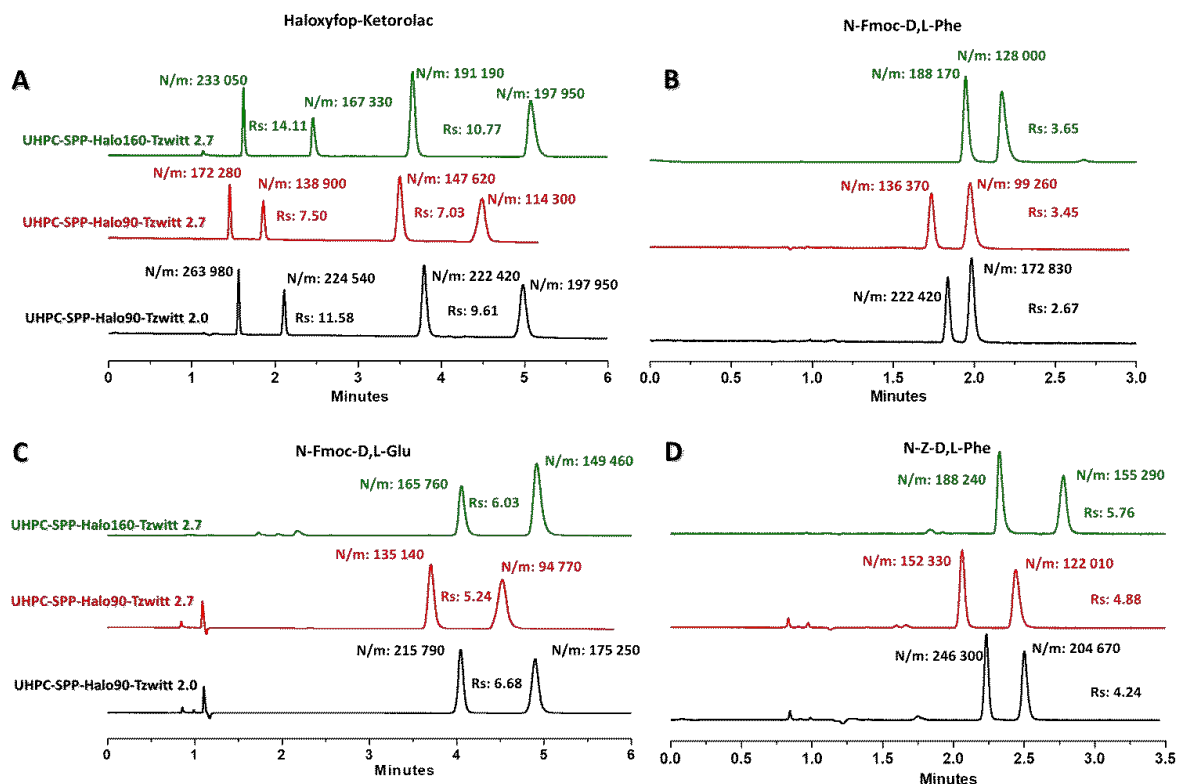 Haloxyfop-Ketorolac
A
N/m: 233 050
N/m: 167 330
N/m: 191 190
N/m: 197 950
Rs: 14.11
Rs: 10.77
UHPC-SPP-Halo160-Tzwitt 2.7
N/m: 172 280
N/m: 138 900
N/m: 147 620
N/m: 114 300
Rs: 7.50
Rs: 7.03
UHPC-SPP-Halo90-Tzwitt 2.7
N/m: 263 980
N/m: 224 540
N/m: 222 420
N/m: 197 950
Rs: 11.58
Rs: 9.61
UHPC-SPP-Halo90-Tzwitt 2.0
0 1 2 3 4 5 6
Minutes
N-Fmoc-D,L-Phe
B
N/m: 128 000
N/m: 188 170
Rs: 3.65
N/m: 136 370
N/m: 99 260
Rs: 3.45
N/m: 172 830
N/m: 222 420
Rs: 2.67
0.0 0.5 1.0 1.5 2.0 2.5 3.0
Minutes
C
N-Fmoc-D,L-Glu
N/m: 149 460
N/m: 165 760
Rs: 6.03
UHPC-SPP-Halo160-Tzwitt 2.7
N/m: 135 140
N/m: 94 770
Rs: 5.24
UHPC-SPP-Halo90-Tzwitt 2.7
N/m: 215 790
N/m: 175 250
Rs: 6.68
UHPC-SPP-Halo90-Tzwitt 2.0
0 1 2 3 4 5 6
Minutes
D
N-Z-D,L-Phe
N/m: 188 240
N/m: 155 290
Rs: 5.76
N/m: 152 330
N/m: 122 010
Rs: 4.88
N/m: 246 300
N/m: 204 670
Rs: 4.24
0.0 0.5 1.0 1.5 2.0 2.5 3.0 3.5
Minutes